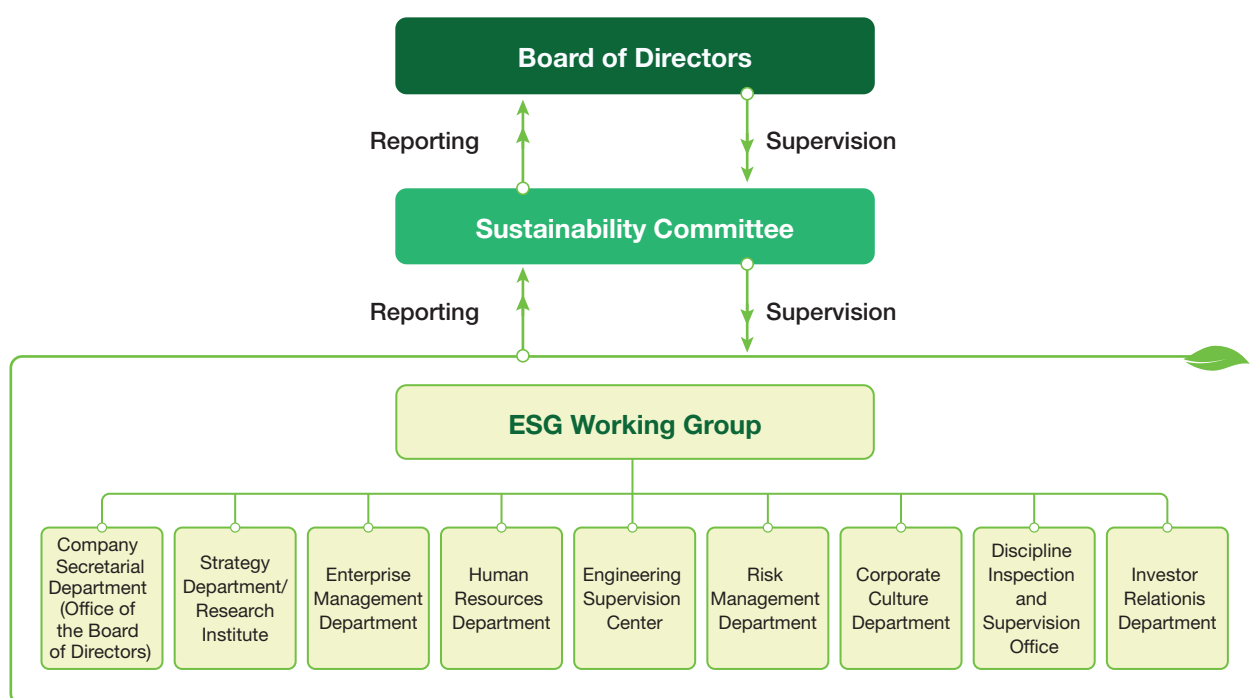 Board of Directors
Reporting
Supervision
Sustainability Committee
Reporting
Supervision
ESG Working Group
Company
Secretarial
Department
(Office of
the Board
of Directors)
Strategy
Department/
Research
Institute
Enterprise
Management
Department
Human
Resources
Department
Engineering
Supervision
Center
Risk
Management
Department
Corporate
Culture
Department
Discipline
Inspection
and
Supervision
Office
Investor
Relationis
Department